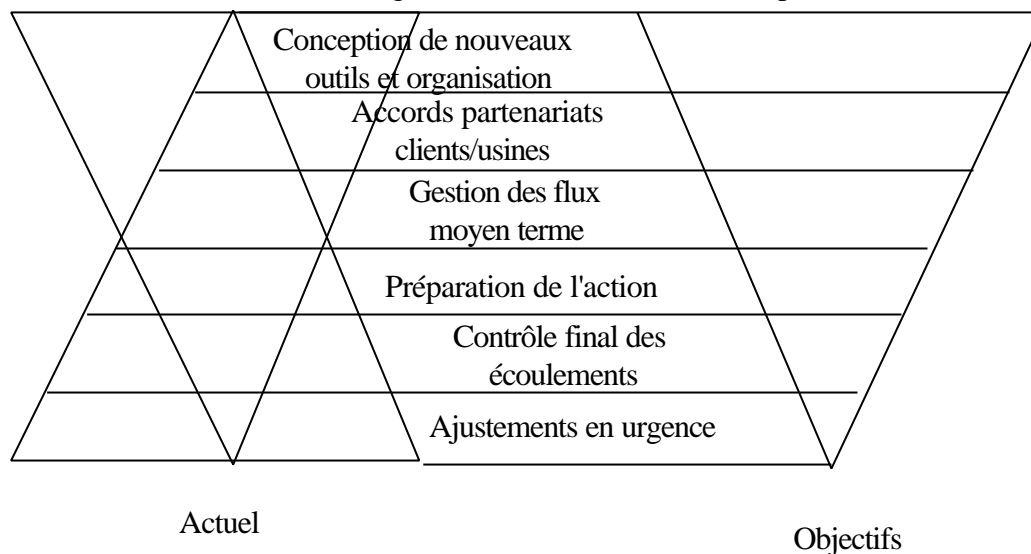 Conception de nouveaux
outils et organisation
Accords partenariats
clients/usines
Gestion des flux
moyen terme
Préparation de l'action
Contrôle final des
écoulements
Ajustements en urgence
Actuel
Objectifs